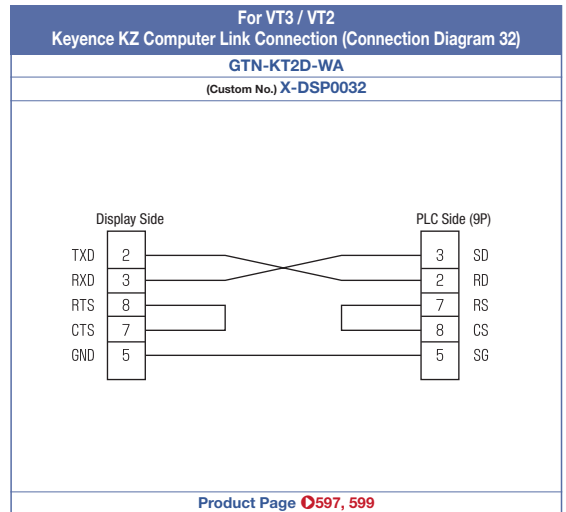 For VT3 / VT2
Keyence KZ Computer Link Connection (Connection Diagram 32)
GTN-KT2D-WA
(Custom No.) X-DSP0032
Display Side PLC Side (9P)
TXD 2 3 SD
RXD 3 2 RD
RTS 8 7 RS
CTS 7 8 CS
GND 5 5 SG
Product Page 597, 599